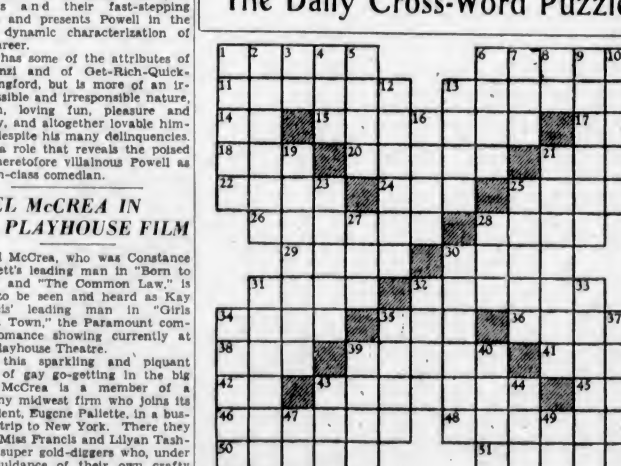 s and their fast-stepping
and presents Powell in the
dynamic characterization of
reer.
has some of the attributes of
nzi and of Get-Rich-Quick-
ngford, but is more of an ir-
sible and irresponsible nature,
, loving fun, pleasure and
y, and altogether lovable him-
espite his many delinquencies.
a role that reveals the poised
heretofore villainous Powell as
h-class comedian.
EL McCREA IN
PLAYHOUSE FILM
l McCrea, who was Constance
ett's leading man in "Born to
and "The Common Law," is
to be seen and heard as Kay
is' leading man in "Girls
Town," the Paramount com-
omance showing currently at
layhouse Theatre.
this sparkling and piquant
of gay go-getting in the big
McCrea is a member of a
ny midwest firm who joins its
dent, Eugene Pallette, in a bus-
trip to New York. There they
Miss Francis and Lilyan Tash-
super gold-diggers who, under
uidance of their own crafty
The Daily Cross-Word Puzzle
1 2 3 4 5 6 7 8 9 10
11 12 13
14 15 16 17
18 19 20 21
22 23 24 25
26 27 28
29 30
31 32 33
34 35 36 37
38 39 40 41
42 43 44 45
46 47 48 49
50 51